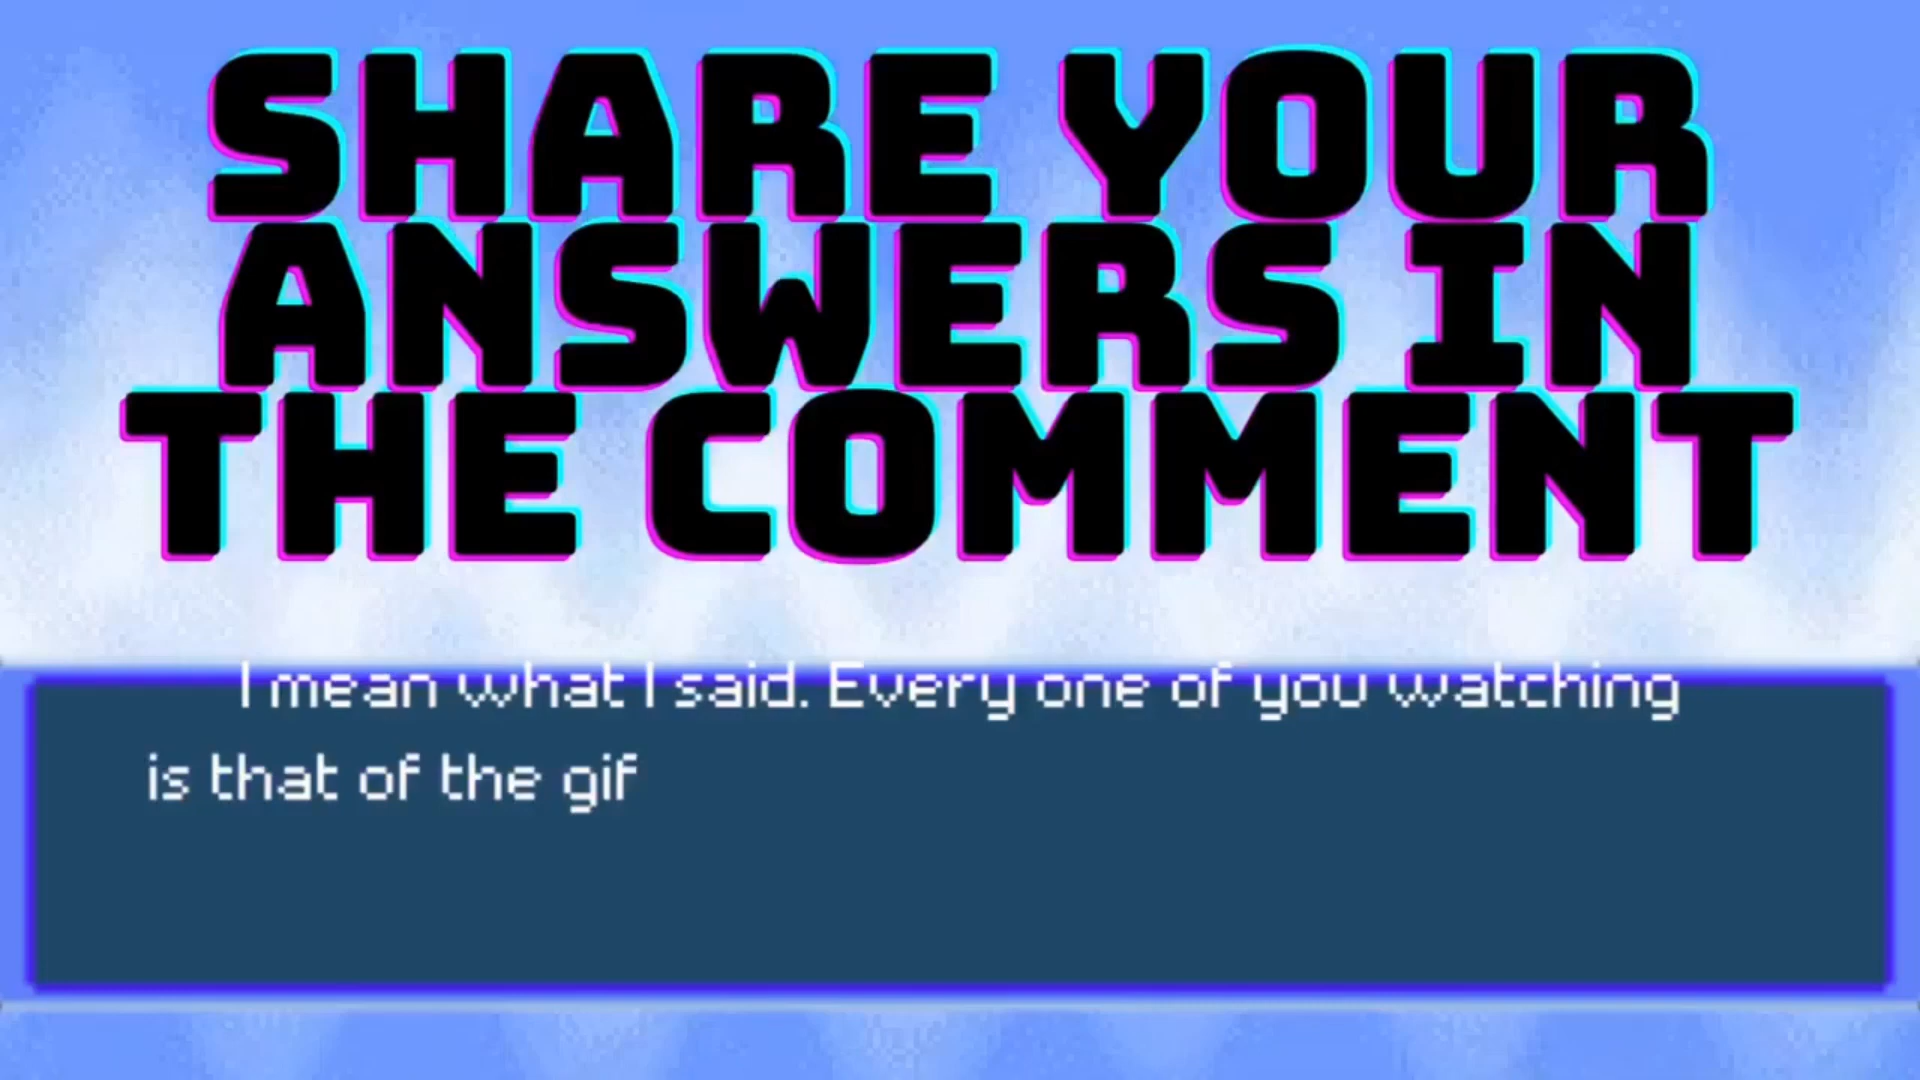 SHARE YOUR
ANSWERS IN
THE COMMENT
I mean what I said. Every one of you watching
is that of the gif